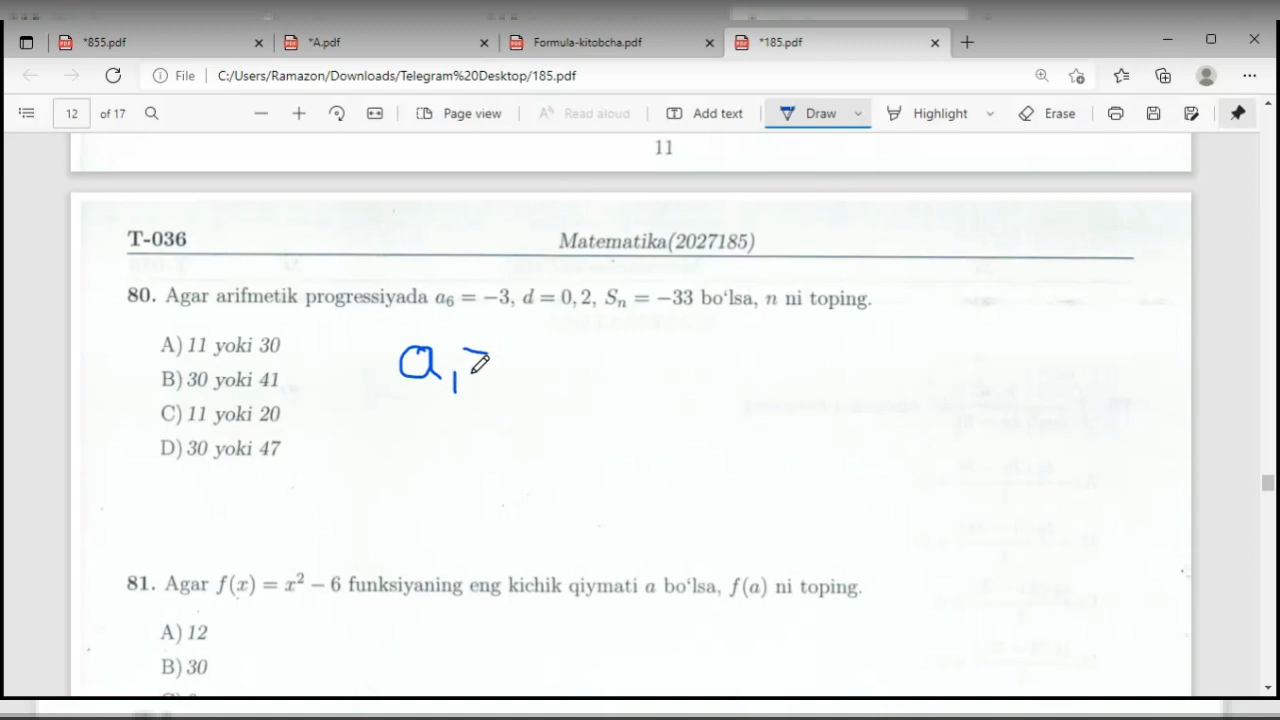 *855.pdf
*A.pdf
Formula-kitobcha.pdf
*185.pdf
File
C:/Users/Ramazon/Downloads/Telegram%20Desktop/185.pdf
12 of 17
Page view
Read aloud
Add text
Draw
Highlight
Erase
11
T-036 Matematika(2027185)
80. Agar arifmetik progressiyada a₆ = −3, d = 0,2, Sₙ = −33 bo‘lsa, n ni toping.
A) 11 yoki 30
B) 30 yoki 41
C) 11 yoki 20
D) 30 yoki 47
a₁
81. Agar f(x) = x² − 6 funksiyaning eng kichik qiymati a bo‘lsa, f(a) ni toping.
A) 12
B) 30